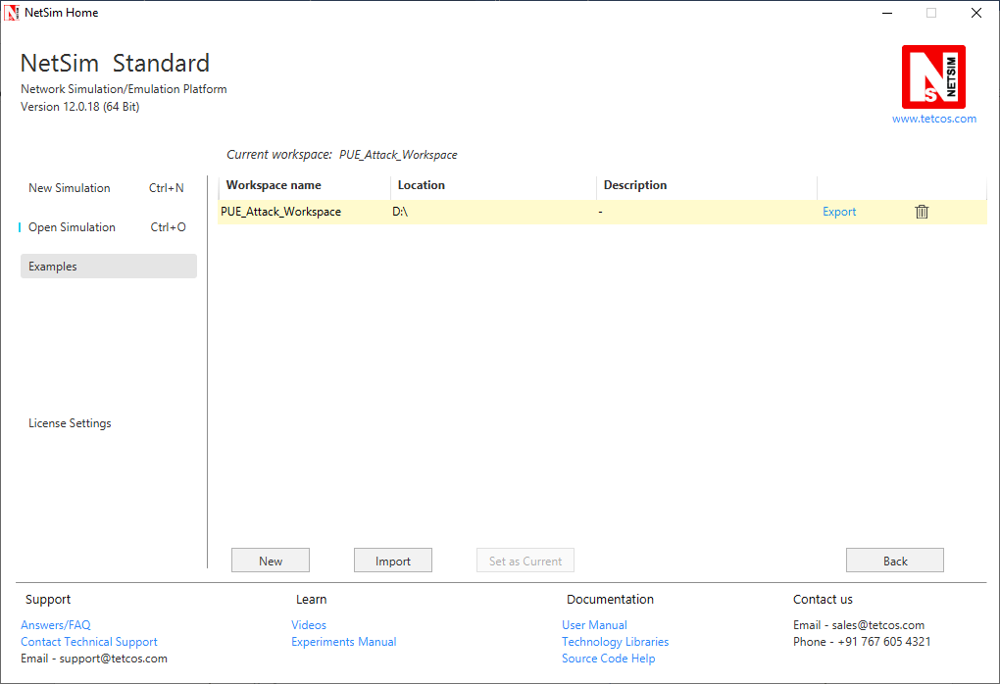 NetSim Home
NetSim Standard
Network Simulation/Emulation Platform
Version 12.0.18 (64 Bit)
NS NETSIM
www.tetcos.com
Current workspace: PUE_Attack_Workspace
New Simulation Ctrl+N
Open Simulation Ctrl+O
Examples
License Settings
Workspace name Location Description
PUE_Attack_Workspace D:\ - Export
New Import Set as Current Back
Support Learn Documentation Contact us
Answers/FAQ Videos User Manual Email - sales@tetcos.com
Contact Technical Support Experiments Manual Technology Libraries Phone - +91 767 605 4321
Email - support@tetcos.com Source Code Help